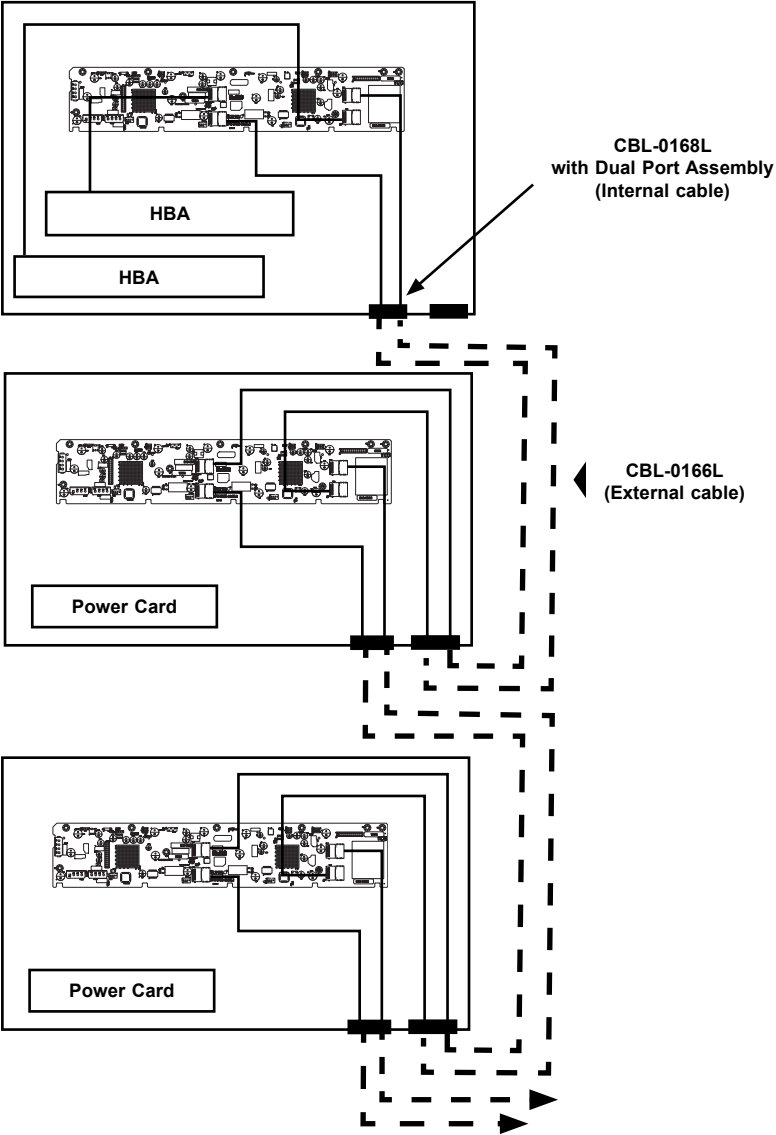 CBL-0168L
with Dual Port Assembly
(Internal cable)
HBA
HBA
CBL-0166L
(External cable)
Power Card
Power Card